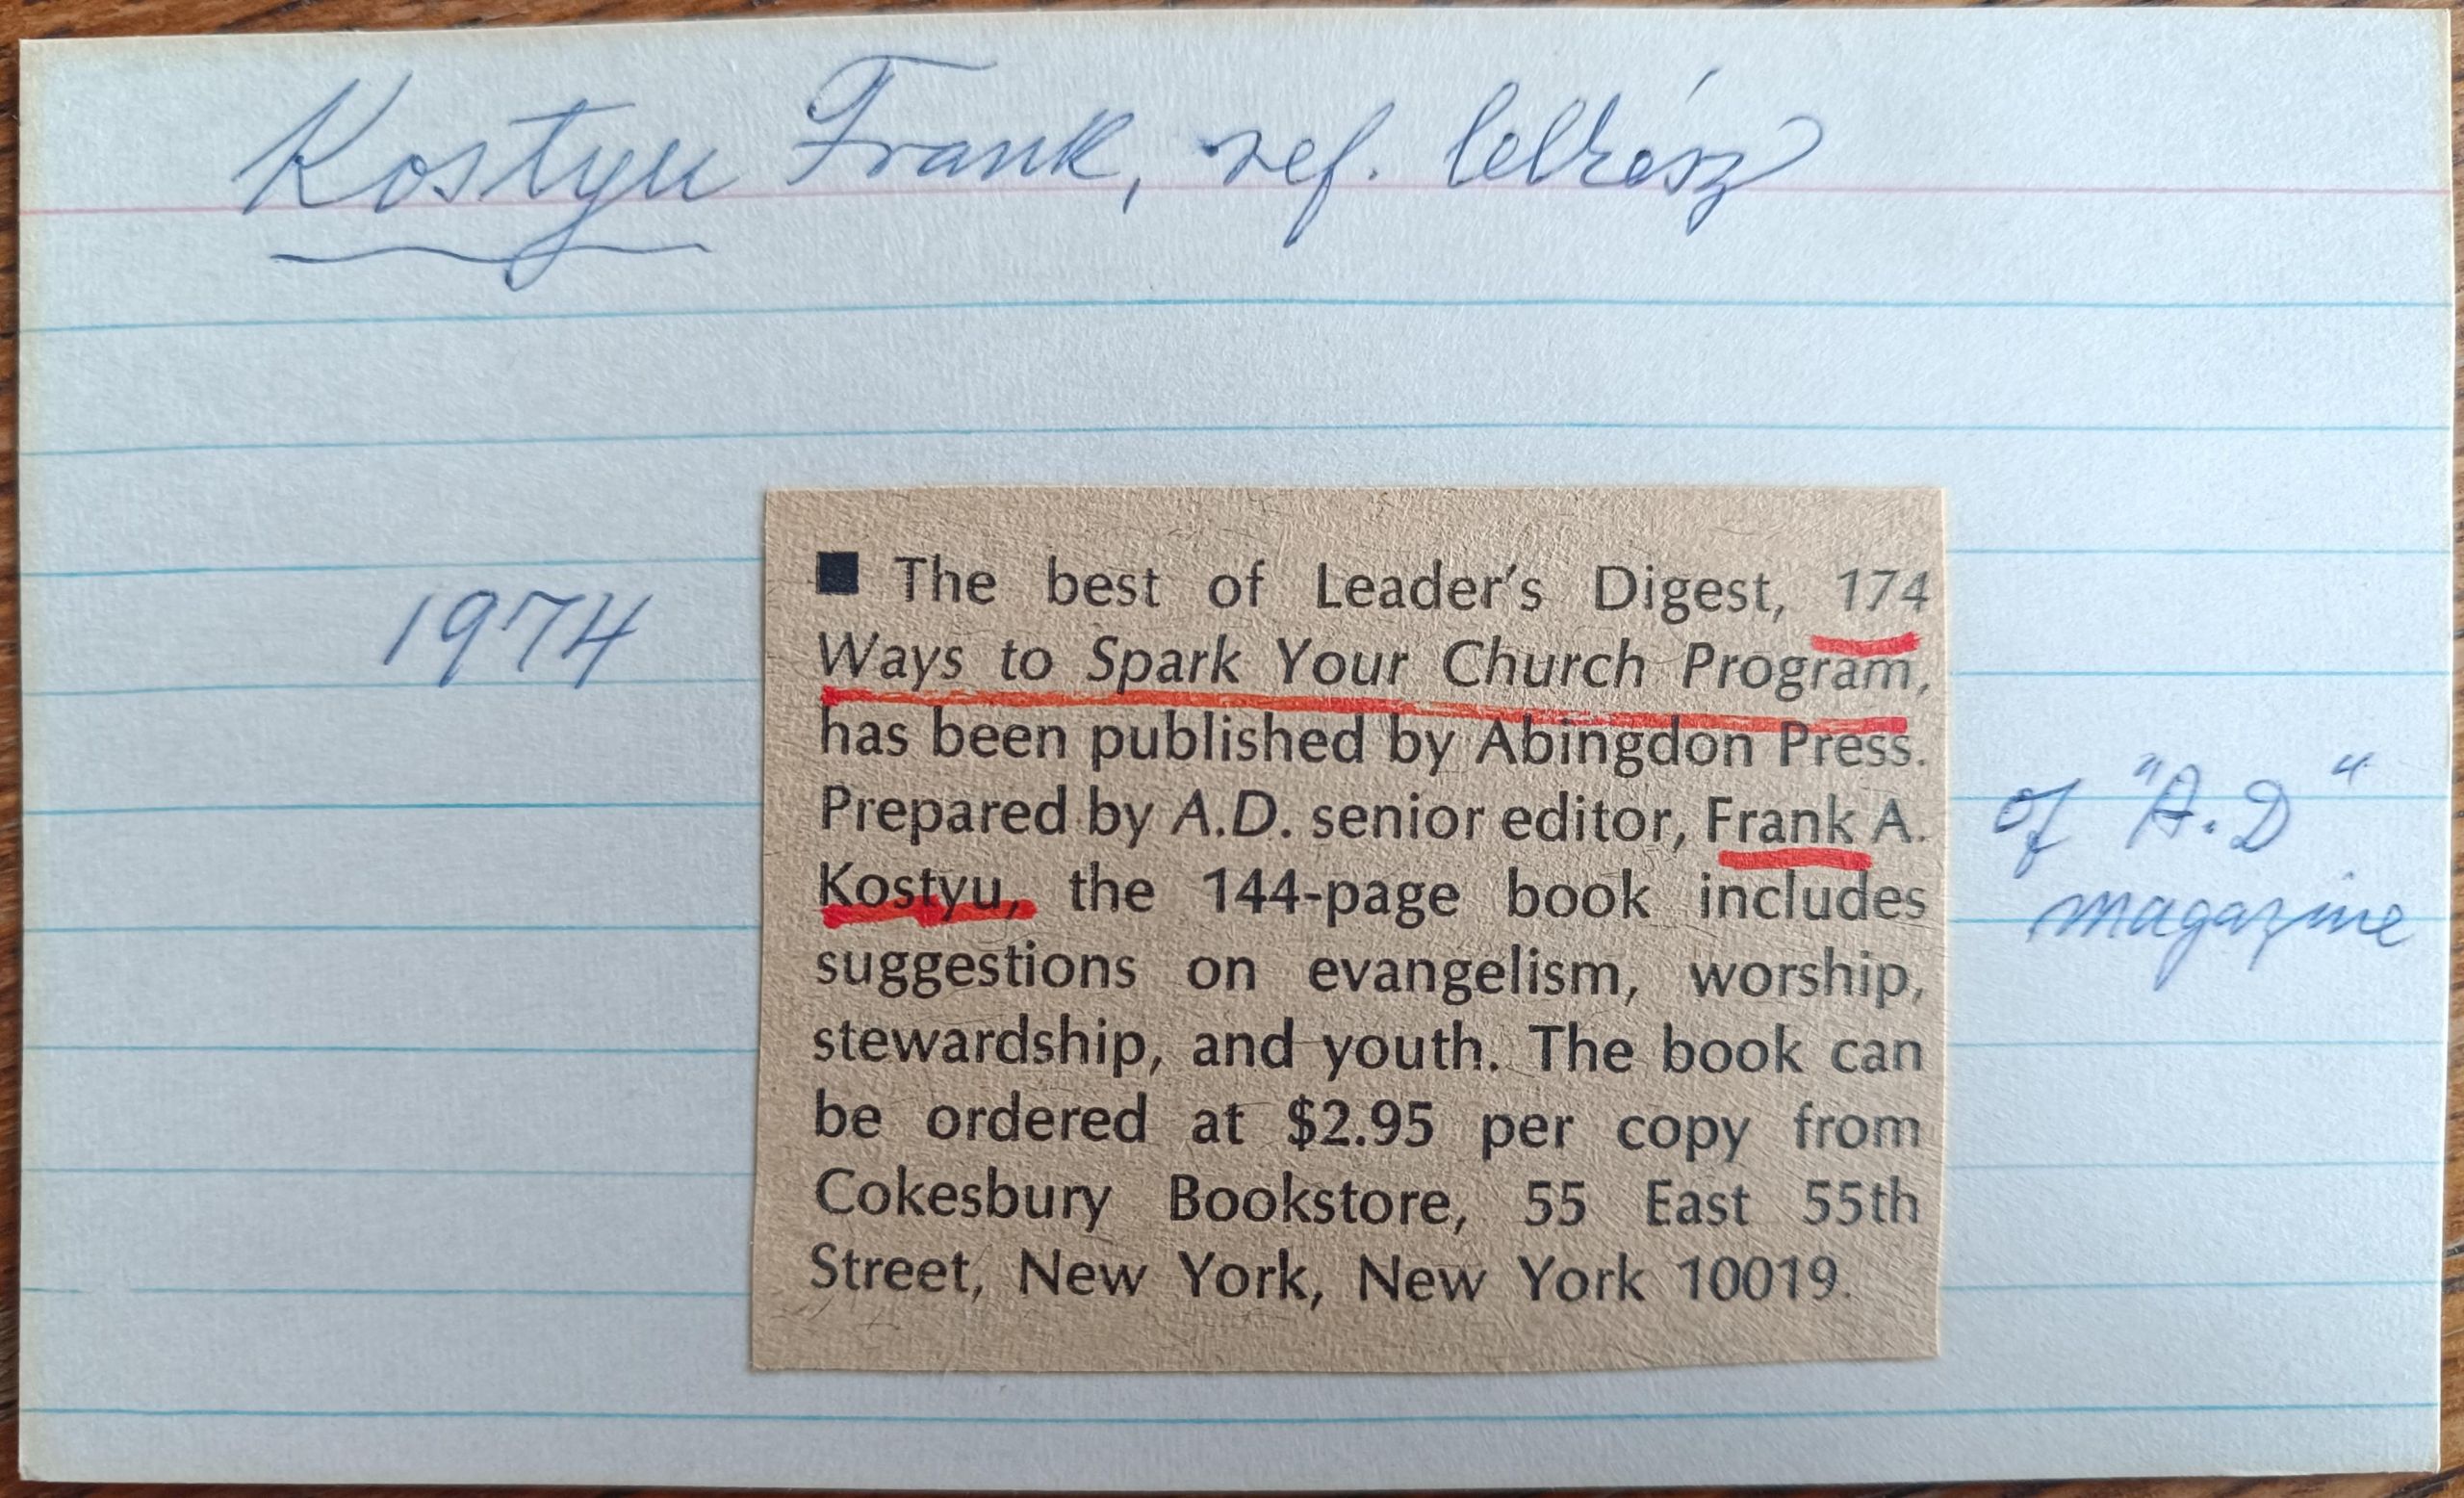 Kostyu Frank, ref. lelkész
1974
■ The best of Leader's Digest, 174
Ways to Spark Your Church Program,
has been published by Abingdon Press.
Prepared by A.D. senior editor, Frank A.
Kostyu, the 144-page book includes
suggestions on evangelism, worship,
stewardship, and youth. The book can
be ordered at $2.95 per copy from
Cokesbury Bookstore, 55 East 55th
Street, New York, New York 10019.
of "A.D"
magazine